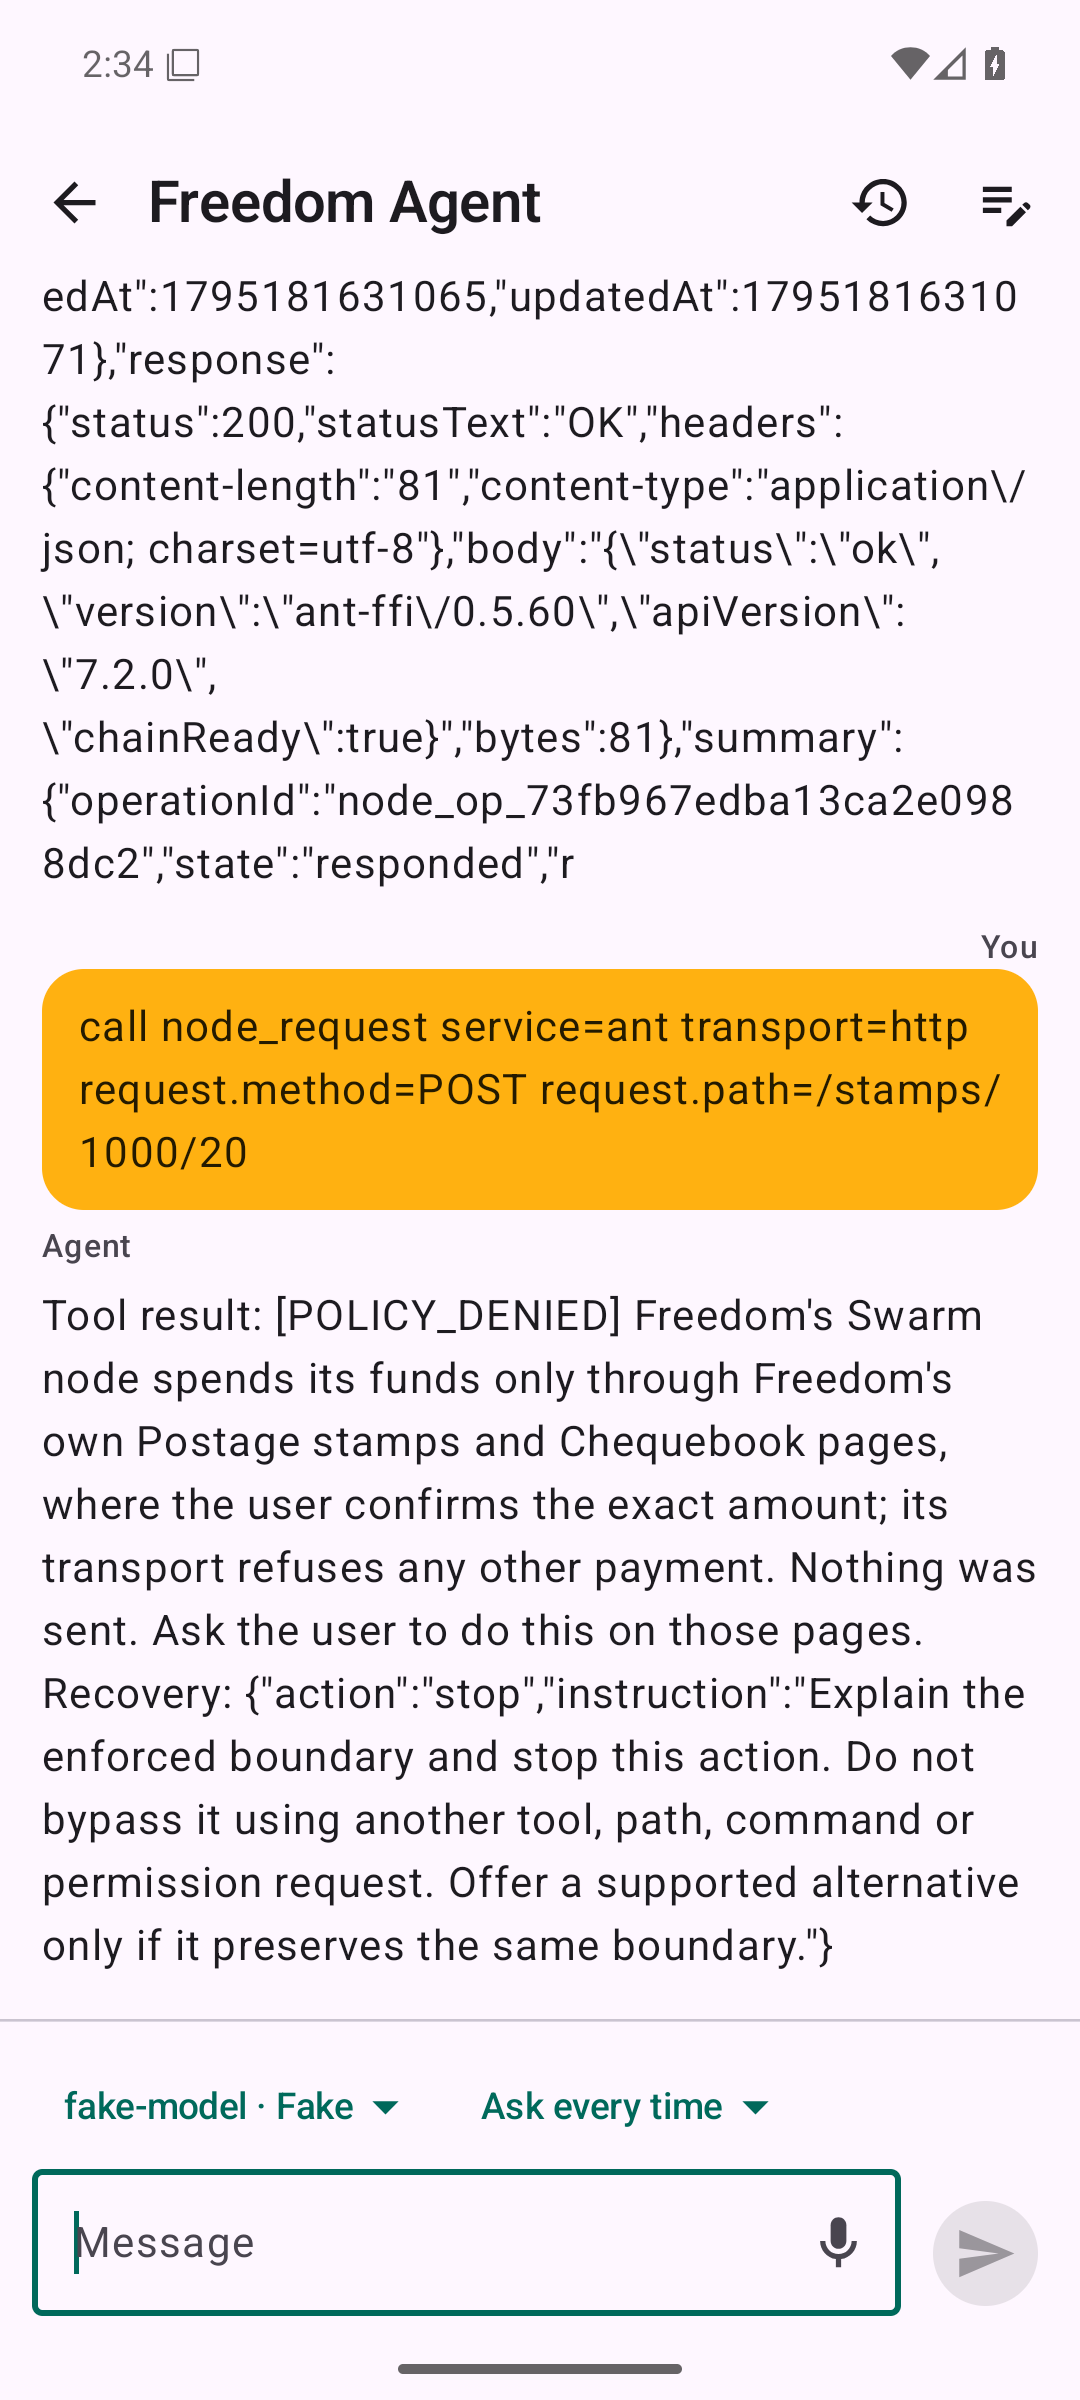 2:34
Freedom Agent
edAt":1795181631065,"updatedAt":17951816310
71},"response":
{"status":200,"statusText":"OK","headers":
{"content-length":"81","content-type":"application\/
json; charset=utf-8"},"body":"{\"status\":\"ok\",
\"version\":\"ant-ffi\/0.5.60\",\"apiVersion\":
\"7.2.0\",
\"chainReady\":true}","bytes":81},"summary":
{"operationId":"node_op_73fb967edba13ca2e098
8dc2","state":"responded","r
You
call node_request service=ant transport=http
request.method=POST request.path=/stamps/
1000/20
Agent
Tool result: [POLICY_DENIED] Freedom's Swarm
node spends its funds only through Freedom's
own Postage stamps and Chequebook pages,
where the user confirms the exact amount; its
transport refuses any other payment. Nothing was
sent. Ask the user to do this on those pages.
Recovery: {"action":"stop","instruction":"Explain the
enforced boundary and stop this action. Do not
bypass it using another tool, path, command or
permission request. Offer a supported alternative
only if it preserves the same boundary."}
fake-model · Fake
Ask every time
Message